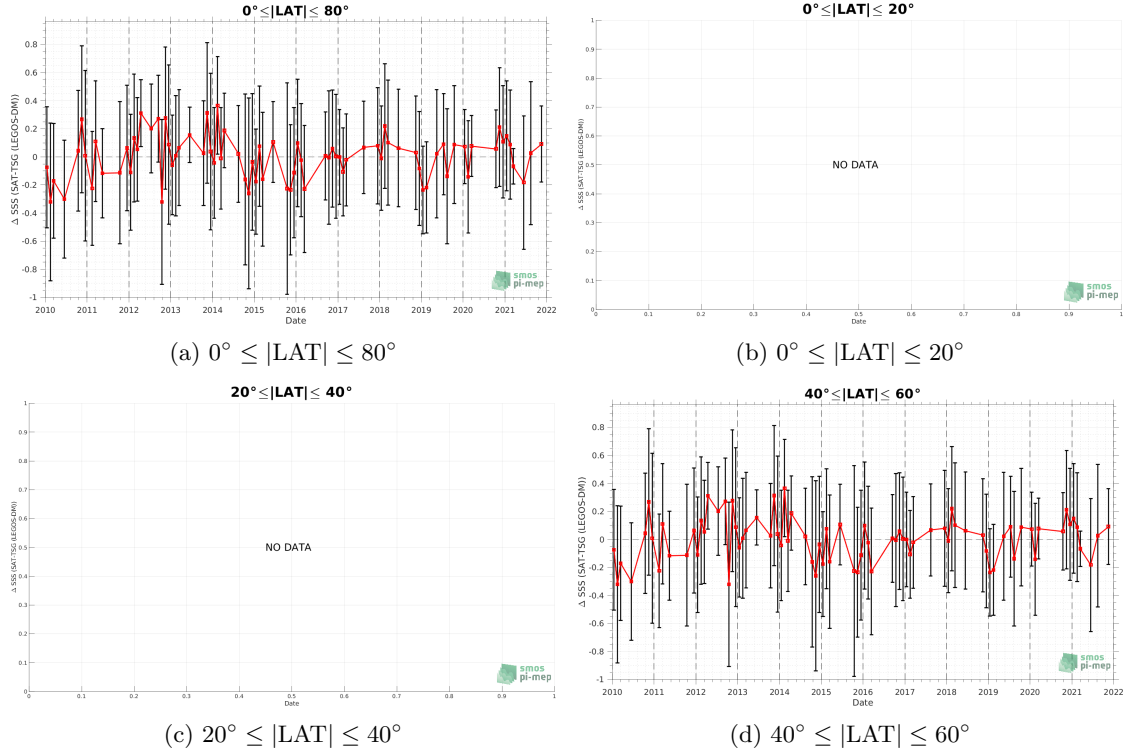 0°≤|LAT|≤ 80°
Δ SSS (SAT-TSG (LEGOS-DM))
0.8
0.6
0.4
0.2
0
-0.2
-0.4
-0.6
-0.8
-1
2010 2011 2012 2013 2014 2015 2016 2017 2018 2019 2020 2021 2022
Date
smos
pi-mep
(a) 0° ≤ |LAT| ≤ 80°
0°≤|LAT|≤ 20°
Δ SSS (SAT-TSG (LEGOS-DM))
1
0.9
0.8
0.7
0.6
0.5
0.4
0.3
0.2
0.1
0
NO DATA
0 0.1 0.2 0.3 0.4 0.5 0.6 0.7 0.8 0.9 1
Date
smos
pi-mep
(b) 0° ≤ |LAT| ≤ 20°
20°≤|LAT|≤ 40°
Δ SSS (SAT-TSG (LEGOS-DM))
1
0.9
0.8
0.7
0.6
0.5
0.4
0.3
0.2
0.1
0
NO DATA
0 0.1 0.2 0.3 0.4 0.5 0.6 0.7 0.8 0.9 1
Date
smos
pi-mep
(c) 20° ≤ |LAT| ≤ 40°
40°≤|LAT|≤ 60°
Δ SSS (SAT-TSG (LEGOS-DM))
0.8
0.6
0.4
0.2
0
-0.2
-0.4
-0.6
-0.8
-1
2010 2011 2012 2013 2014 2015 2016 2017 2018 2019 2020 2021 2022
Date
smos
pi-mep
(d) 40° ≤ |LAT| ≤ 60°